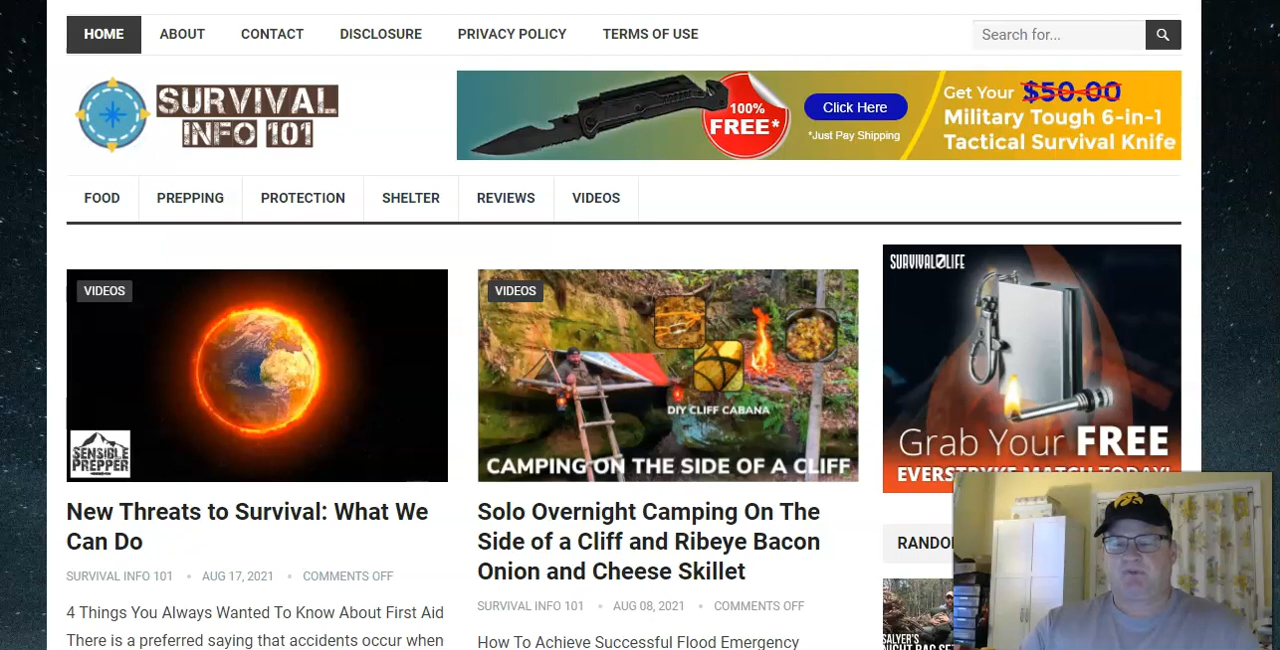 HOME ABOUT CONTACT DISCLOSURE PRIVACY POLICY TERMS OF USE Search for...
SURVIVAL
INFO 101
100%
FREE*
Click Here
*Just Pay Shipping
Get Your $50.00
Military Tough 6-in-1
Tactical Survival Knife
FOOD PREPPING PROTECTION SHELTER REVIEWS VIDEOS
VIDEOS
SENSIBLE
PREPPER
New Threats to Survival: What We
Can Do
SURVIVAL INFO 101 AUG 17, 2021 COMMENTS OFF
4 Things You Always Wanted To Know About First Aid
There is a preferred saying that accidents occur when
VIDEOS
DIY CLIFF CABANA
CAMPING ON THE SIDE OF A CLIFF
Solo Overnight Camping On The
Side of a Cliff and Ribeye Bacon
Onion and Cheese Skillet
SURVIVAL INFO 101 AUG 08, 2021 COMMENTS OFF
How To Achieve Successful Flood Emergency
SURVIVAL LIFE
Grab Your FREE
EVERSTRYKE MATCH TODAY!
RANDO